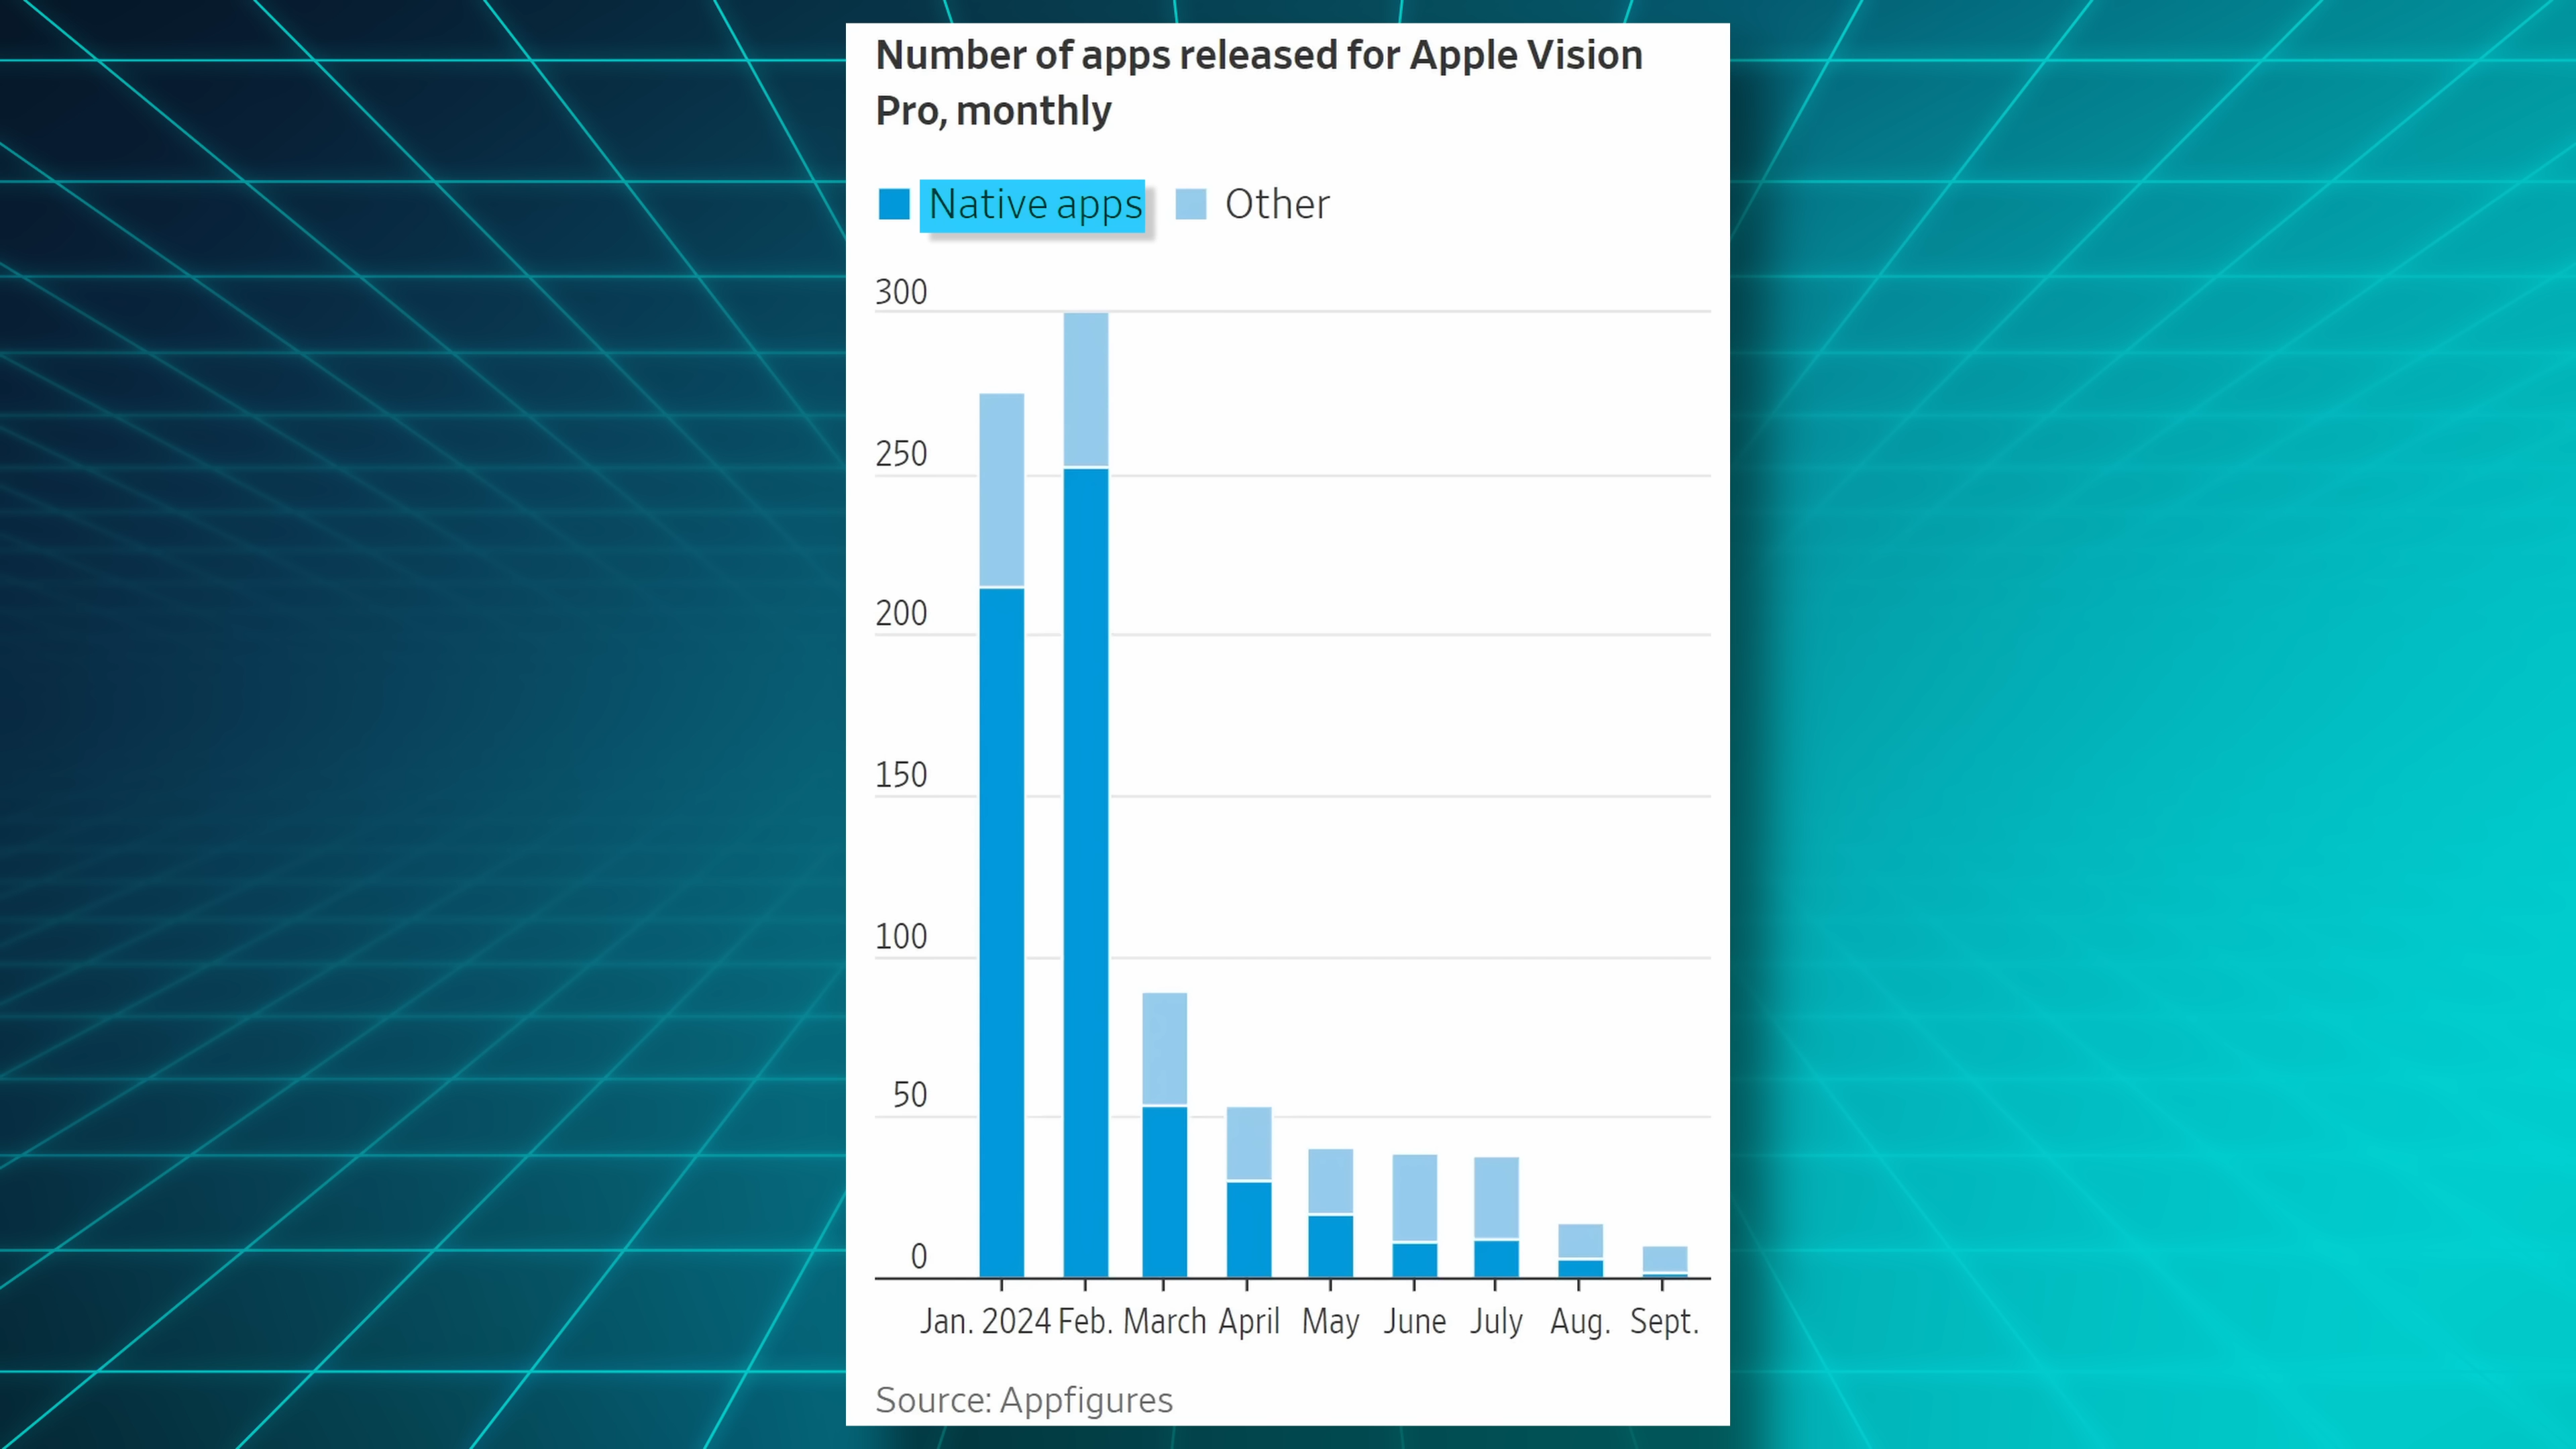 Number of apps released for Apple Vision
Pro, monthly
Native apps Other
300
250
200
150
100
50
0
Jan. 2024 Feb. March April May June July Aug. Sept.
Source: Appfigures